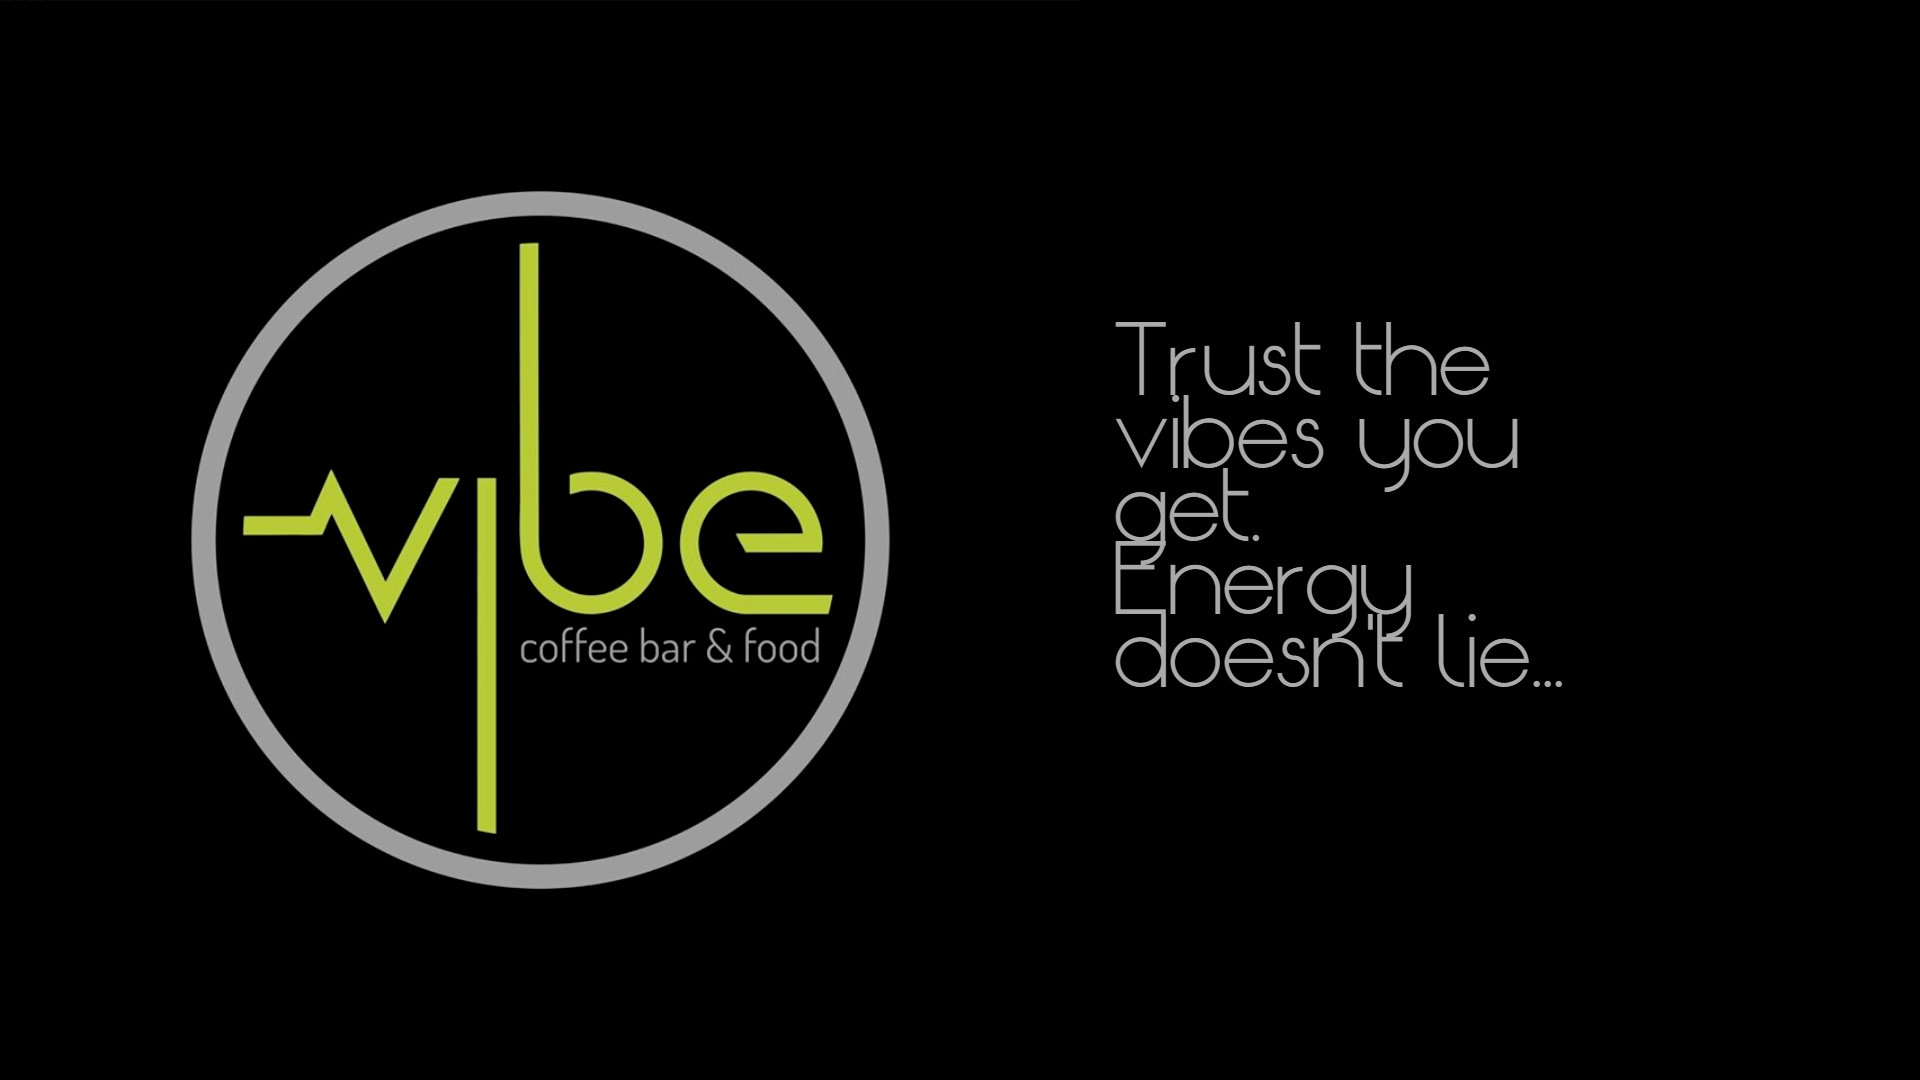 vibe
coffee bar & food
Trust the
vibes you
get.
Energy
doesn't lie...